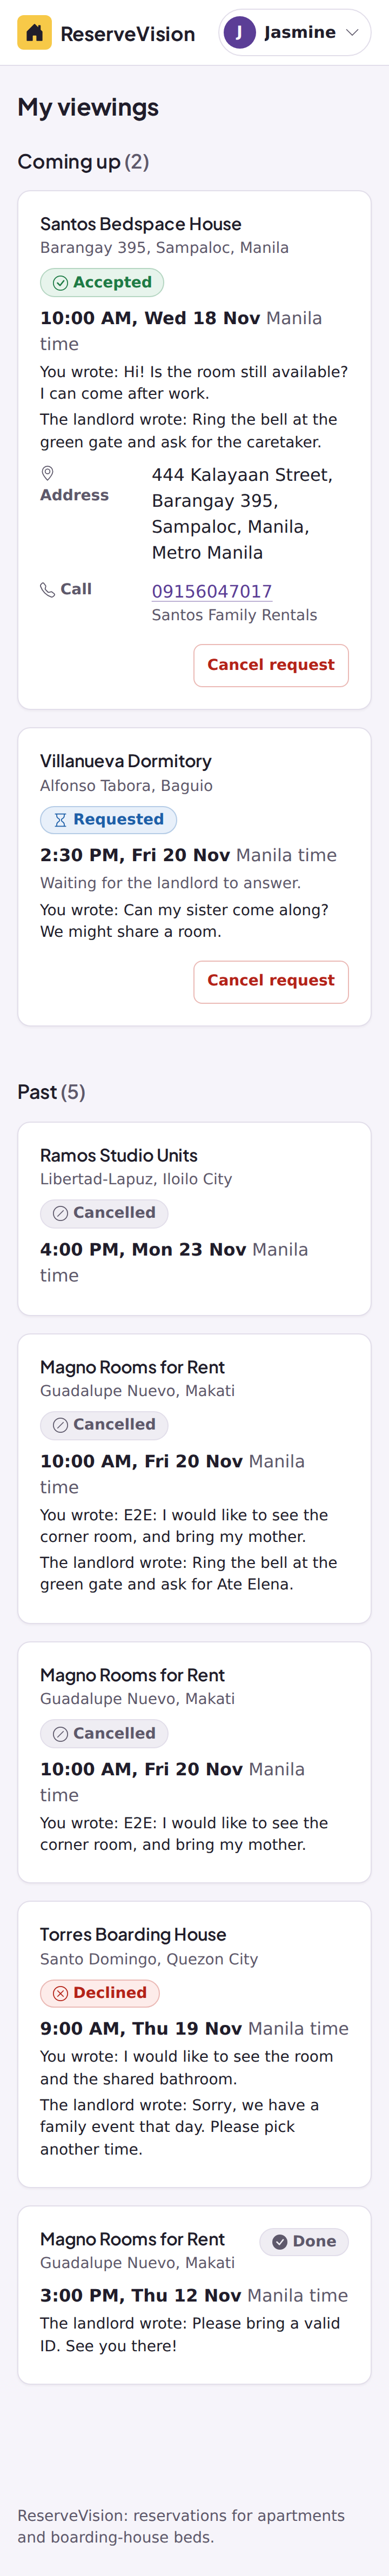 ReserveVision
J Jasmine
My viewings
Coming up (2)
Santos Bedspace House
Barangay 395, Sampaloc, Manila
Accepted
10:00 AM, Wed 18 Nov Manila
time
You wrote: Hi! Is the room still available?
I can come after work.
The landlord wrote: Ring the bell at the
green gate and ask for the caretaker.
Address
444 Kalayaan Street,
Barangay 395,
Sampaloc, Manila,
Metro Manila
Call
09156047017
Santos Family Rentals
Cancel request
Villanueva Dormitory
Alfonso Tabora, Baguio
Requested
2:30 PM, Fri 20 Nov Manila time
Waiting for the landlord to answer.
You wrote: Can my sister come along?
We might share a room.
Cancel request
Past (5)
Ramos Studio Units
Libertad-Lapuz, Iloilo City
Cancelled
4:00 PM, Mon 23 Nov Manila
time
Magno Rooms for Rent
Guadalupe Nuevo, Makati
Cancelled
10:00 AM, Fri 20 Nov Manila
time
You wrote: E2E: I would like to see the
corner room, and bring my mother.
The landlord wrote: Ring the bell at the
green gate and ask for Ate Elena.
Magno Rooms for Rent
Guadalupe Nuevo, Makati
Cancelled
10:00 AM, Fri 20 Nov Manila
time
You wrote: E2E: I would like to see the
corner room, and bring my mother.
Torres Boarding House
Santo Domingo, Quezon City
Declined
9:00 AM, Thu 19 Nov Manila time
You wrote: I would like to see the room
and the shared bathroom.
The landlord wrote: Sorry, we have a
family event that day. Please pick
another time.
Magno Rooms for Rent
Done
Guadalupe Nuevo, Makati
3:00 PM, Thu 12 Nov Manila time
The landlord wrote: Please bring a valid
ID. See you there!
ReserveVision: reservations for apartments
and boarding-house beds.